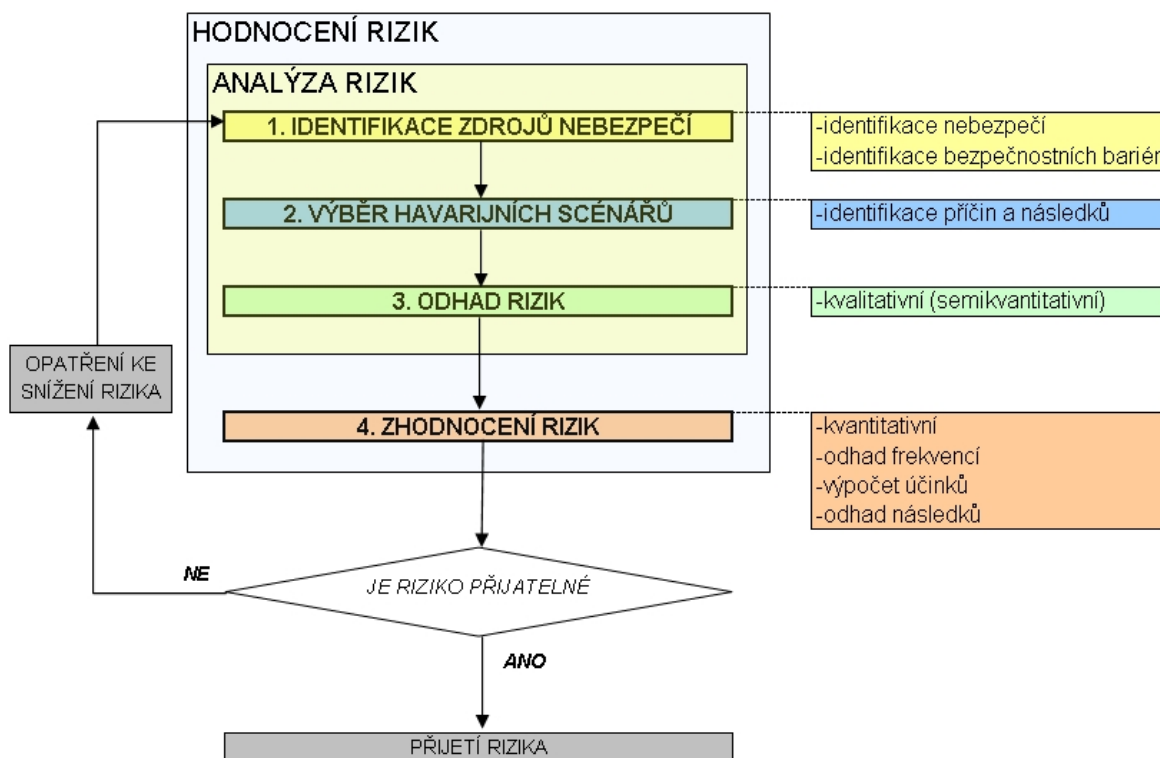 HODNOCENÍ RIZIK
ANALÝZA RIZIK
1. IDENTIFIKACE ZDROJŮ NEBEZPEČÍ
-identifikace nebezpečí
-identifikace bezpečnostních bariér
2. VÝBĚR HAVARIJNÍCH SCÉNÁŘŮ
-identifikace příčin a následků
3. ODHAD RIZIK
-kvalitativní (semikvantitativní)
OPATŘENÍ KE
SNÍŽENÍ RIZIKA
4. ZHODNOCENÍ RIZIK
-kvantitativní
-odhad frekvencí
-výpočet účinků
-odhad následků
NE
JE RIZIKO PŘIJATELNÉ
ANO
PŘIJETÍ RIZIKA